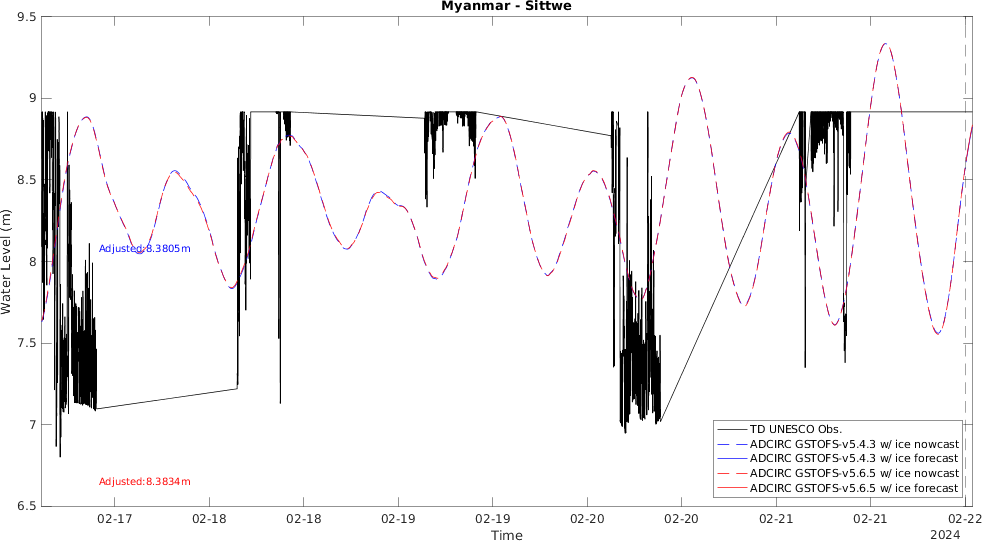 Myanmar - Sittwe
9.5
9
8.5
8
7.5
7
6.5
Water Level (m)
Adjusted:8.3805m
Adjusted:8.3834m
TD UNESCO Obs.
ADCIRC GSTOFS-v5.4.3 w/ ice nowcast
ADCIRC GSTOFS-v5.4.3 w/ ice forecast
ADCIRC GSTOFS-v5.6.5 w/ ice nowcast
ADCIRC GSTOFS-v5.6.5 w/ ice forecast
02-17 02-18 02-18 02-19 02-19 02-20 02-20 02-21 02-21 02-22
2024
Time